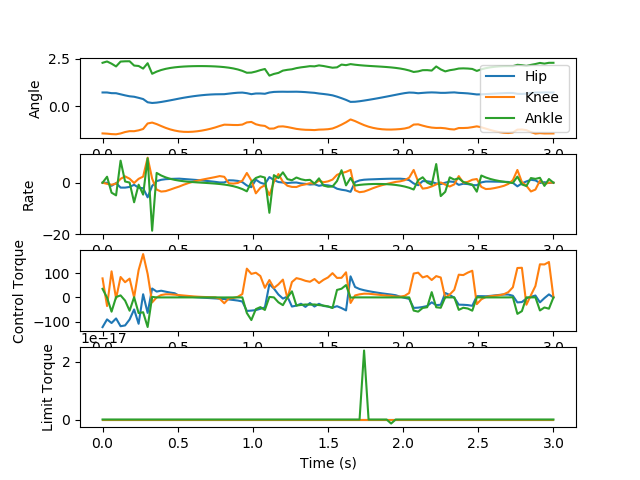 2.5
0.0
Angle
Hip
Knee
Ankle
0
−20
Rate
100
0
−100
Control Torque
1e−17
2
0
Limit Torque
0.0 0.5 1.0 1.5 2.0 2.5 3.0
Time (s)